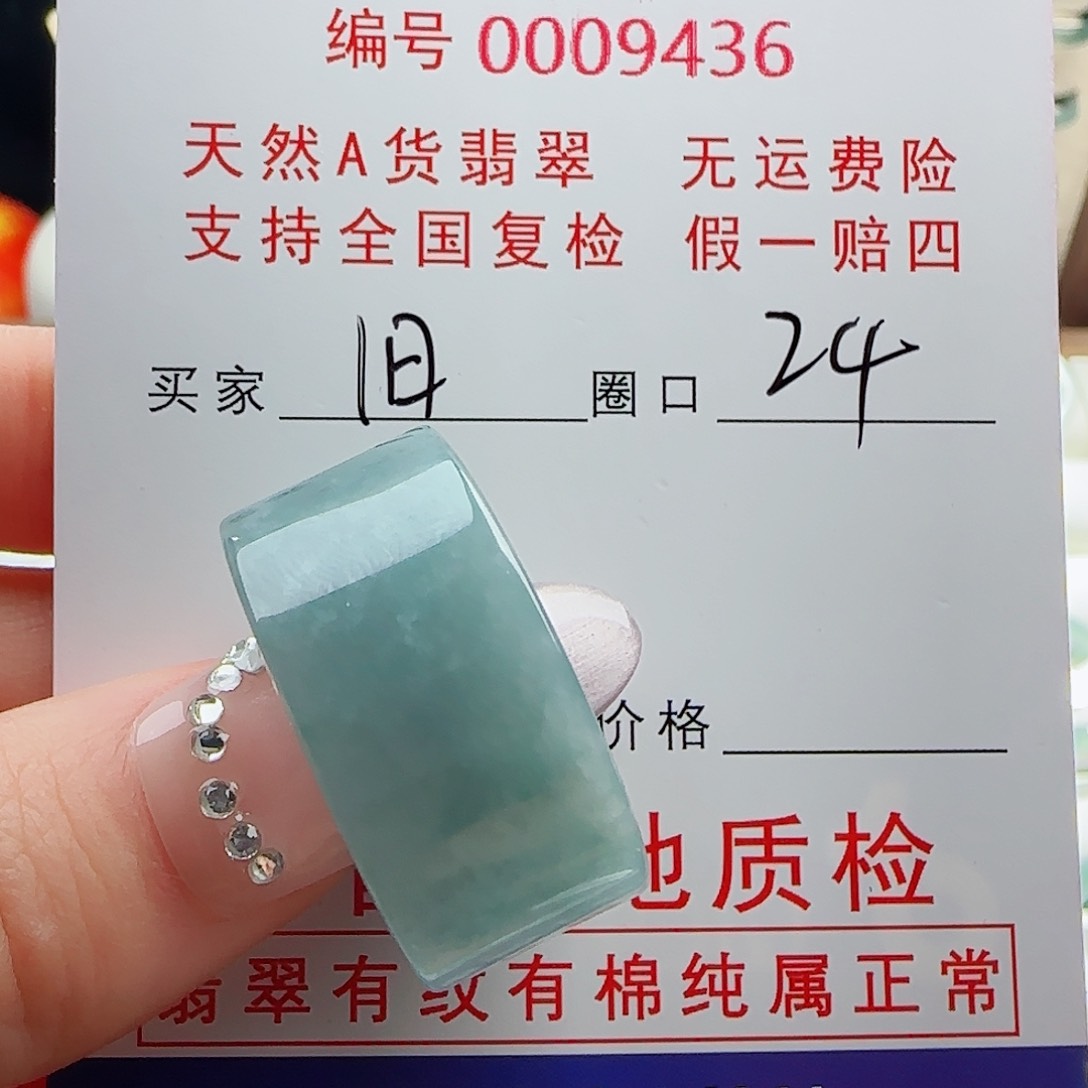 编号 0009436
天然A货翡翠 无运费险
支持全国复检 假一赔四
买家 旧 圈口 24
价格
质检
翡翠有纹有棉纯属正常